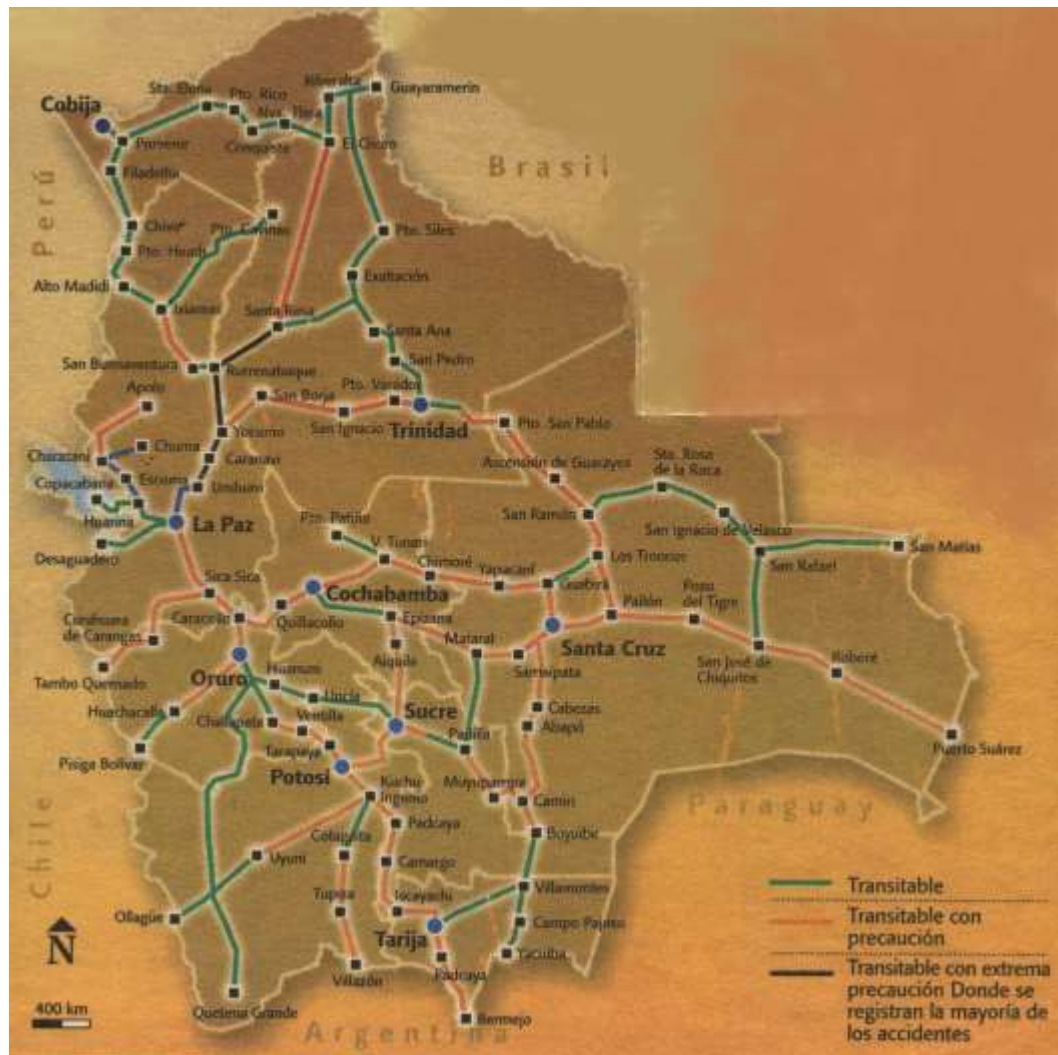 Riberalta
Guayaramerín
Sta. Elena
Pto. Rico
Cobija
Porvenir
Conquista
El Choro
Filadelfia
Brasil
Perú
Pto. Cavinas
Pto. Siles
Pto. Heath
Alto Madidi
Ixiamas
Exaltación
Santa Rosa
Santa Ana
San Buenaventura
San Pedro
Rurrenabaque
Apolo
San Borja
Pto. Varador
San Ignacio
Trinidad
Pto. San Pablo
Yucumo
Chuma
Charazani
Caranavi
Ascensión de Guarayos
Sta. Rosa
de la Roca
Escoma
Copacabana
Unduavi
Huarina
La Paz
Pto. Patiño
San Ramón
San Ignacio de Velasco
Desaguadero
V. Tunari
Chimoré
Los Troncos
San Matías
San Rafael
Sica Sica
Yapacaní
Guabirá
Cochabamba
Curahuara
de Carangas
Caracollo
Quillacollo
Epizana
Pailón
Pozo
del Tigre
Mataral
Santa Cruz
Aiquile
Samaipata
San José de
Chiquitos
Roboré
Tambo Quemado
Oruro
Huanuni
Uncía
Sucre
Huachacalla
Challapata
Ventilla
Cabezas
Abapó
Pisiga Bolívar
Tarapaya
Padilla
Puerto Suárez
Potosí
Muyupampa
Camiri
Kuchu
Ingenio
Paraguay
Chile
Padcaya
Boyuibe
Cotagaita
Uyuni
Camargo
Tupiza
Iscayachi
Villamontes
Ollagüe
Tarija
Campo Pajoso
Yacuiba
Villazón
Padcaya
Quetena Grande
Bermejo
Argentina
N
400 km
Transitable
Transitable con
precaución
Transitable con extrema
precaución Donde se
registran la mayoría de
los accidentes